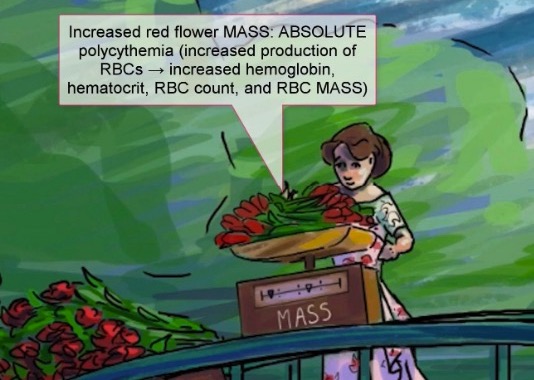 Increased red flower MASS: ABSOLUTE
polycythemia (increased production of
RBCs → increased hemoglobin,
hematocrit, RBC count, and RBC MASS)
MASS